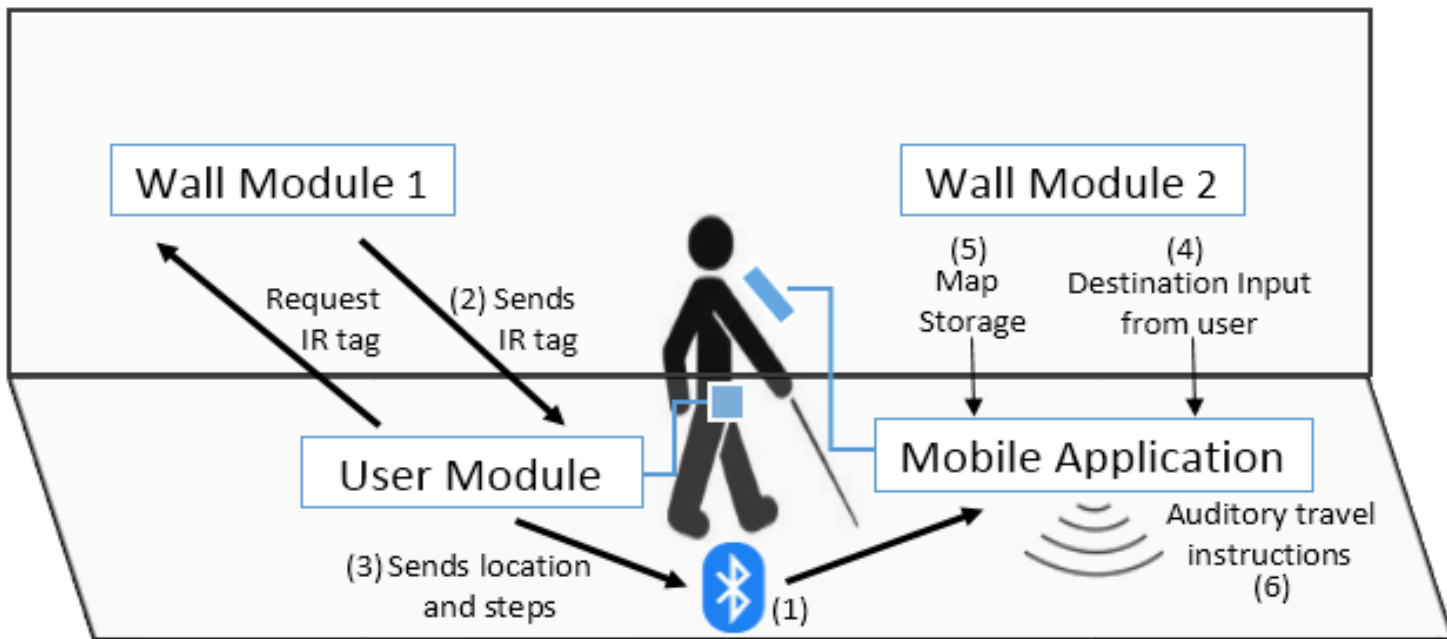 Wall Module 1
Wall Module 2
Request
IR tag
(2) Sends
IR tag
(5)
Map
Storage
(4)
Destination Input
from user
User Module
Mobile Application
(3) Sends location
and steps
(1)
Auditory travel
instructions
(6)